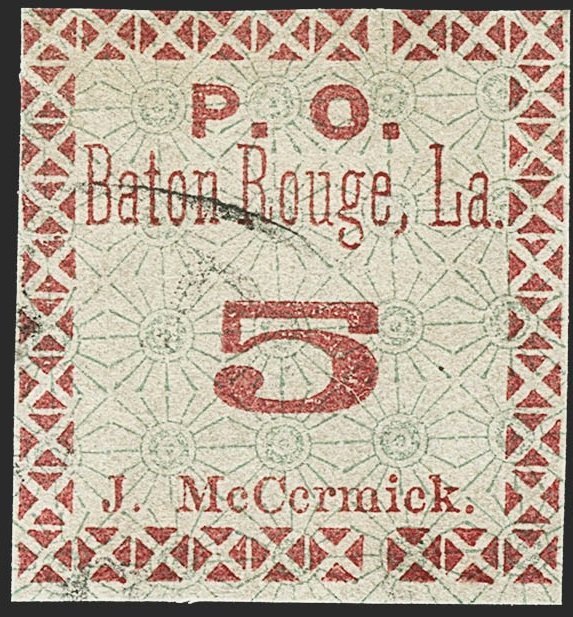 P. O.
Baton Rouge, La.
5
J. McCcrmick.